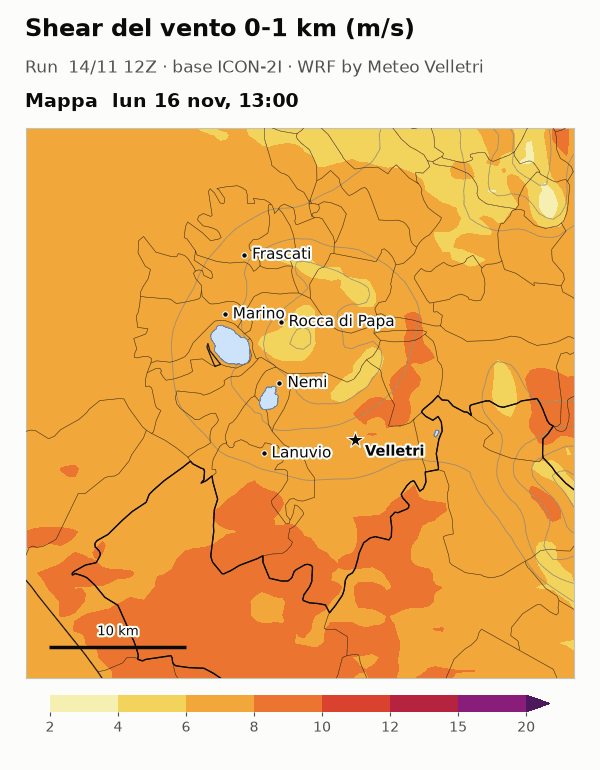 Shear del vento 0-1 km (m/s)
Run  14/11 12Z · base ICON-2I · WRF by Meteo Velletri
Mappa  lun 16 nov, 13:00
Frascati
Marino
Rocca di Papa
Nemi
Velletri
Lanuvio
10 km
2 4 6 8 10 12 15 20